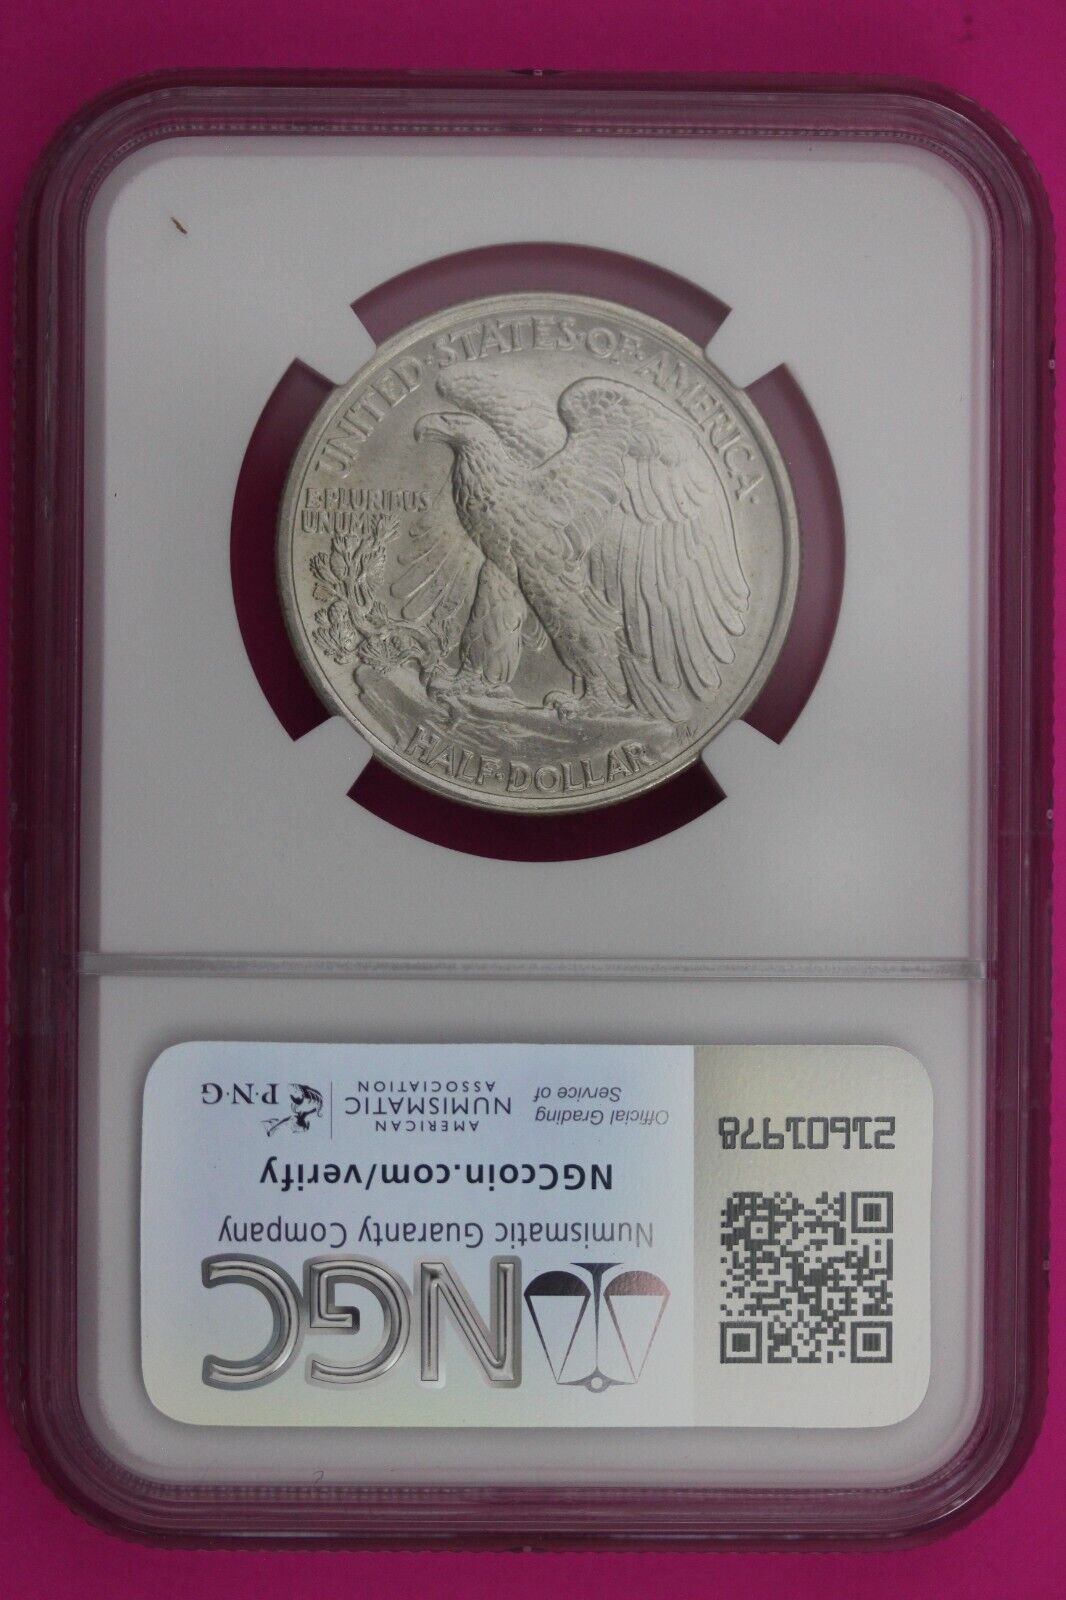 UNITED·STATES·OF·AMERICA·
E·PLURIBUS
UNUM
HALF·DOLLAR
NGC
Numismatic Guaranty Company
NGCcoin.com/verify
21601978
Official Grading
Service of
AMERICAN
NUMISMATIC
ASSOCIATION
P·N·G